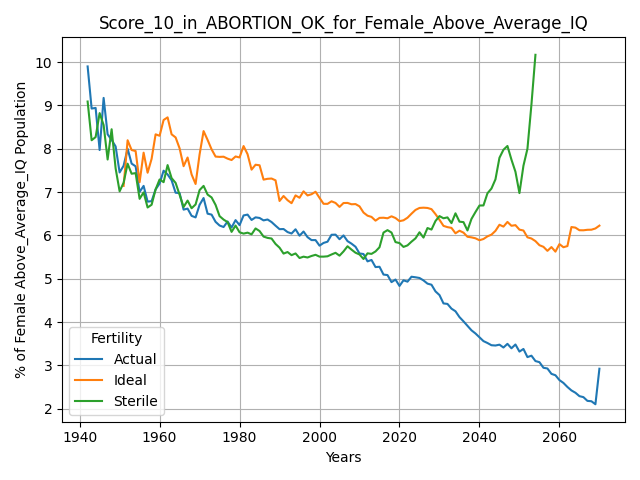 Score_10_in_ABORTION_OK_for_Female_Above_Average_IQ
% of Female Above_Average_IQ Population
10
9
8
7
6
5
4
3
2
Fertility
Actual
Ideal
Sterile
1940 1960 1980 2000 2020 2040 2060
Years